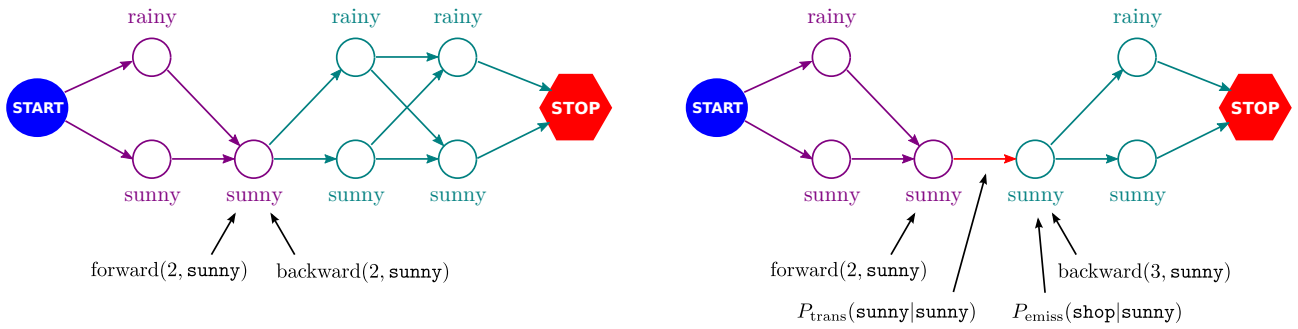 rainy rainy rainy
START STOP
sunny sunny sunny sunny
forward(2, sunny) backward(2, sunny)
rainy rainy
START STOP
sunny sunny sunny sunny
forward(2, sunny) backward(3, sunny)
P_trans(sunny|sunny) P_emiss(shop|sunny)